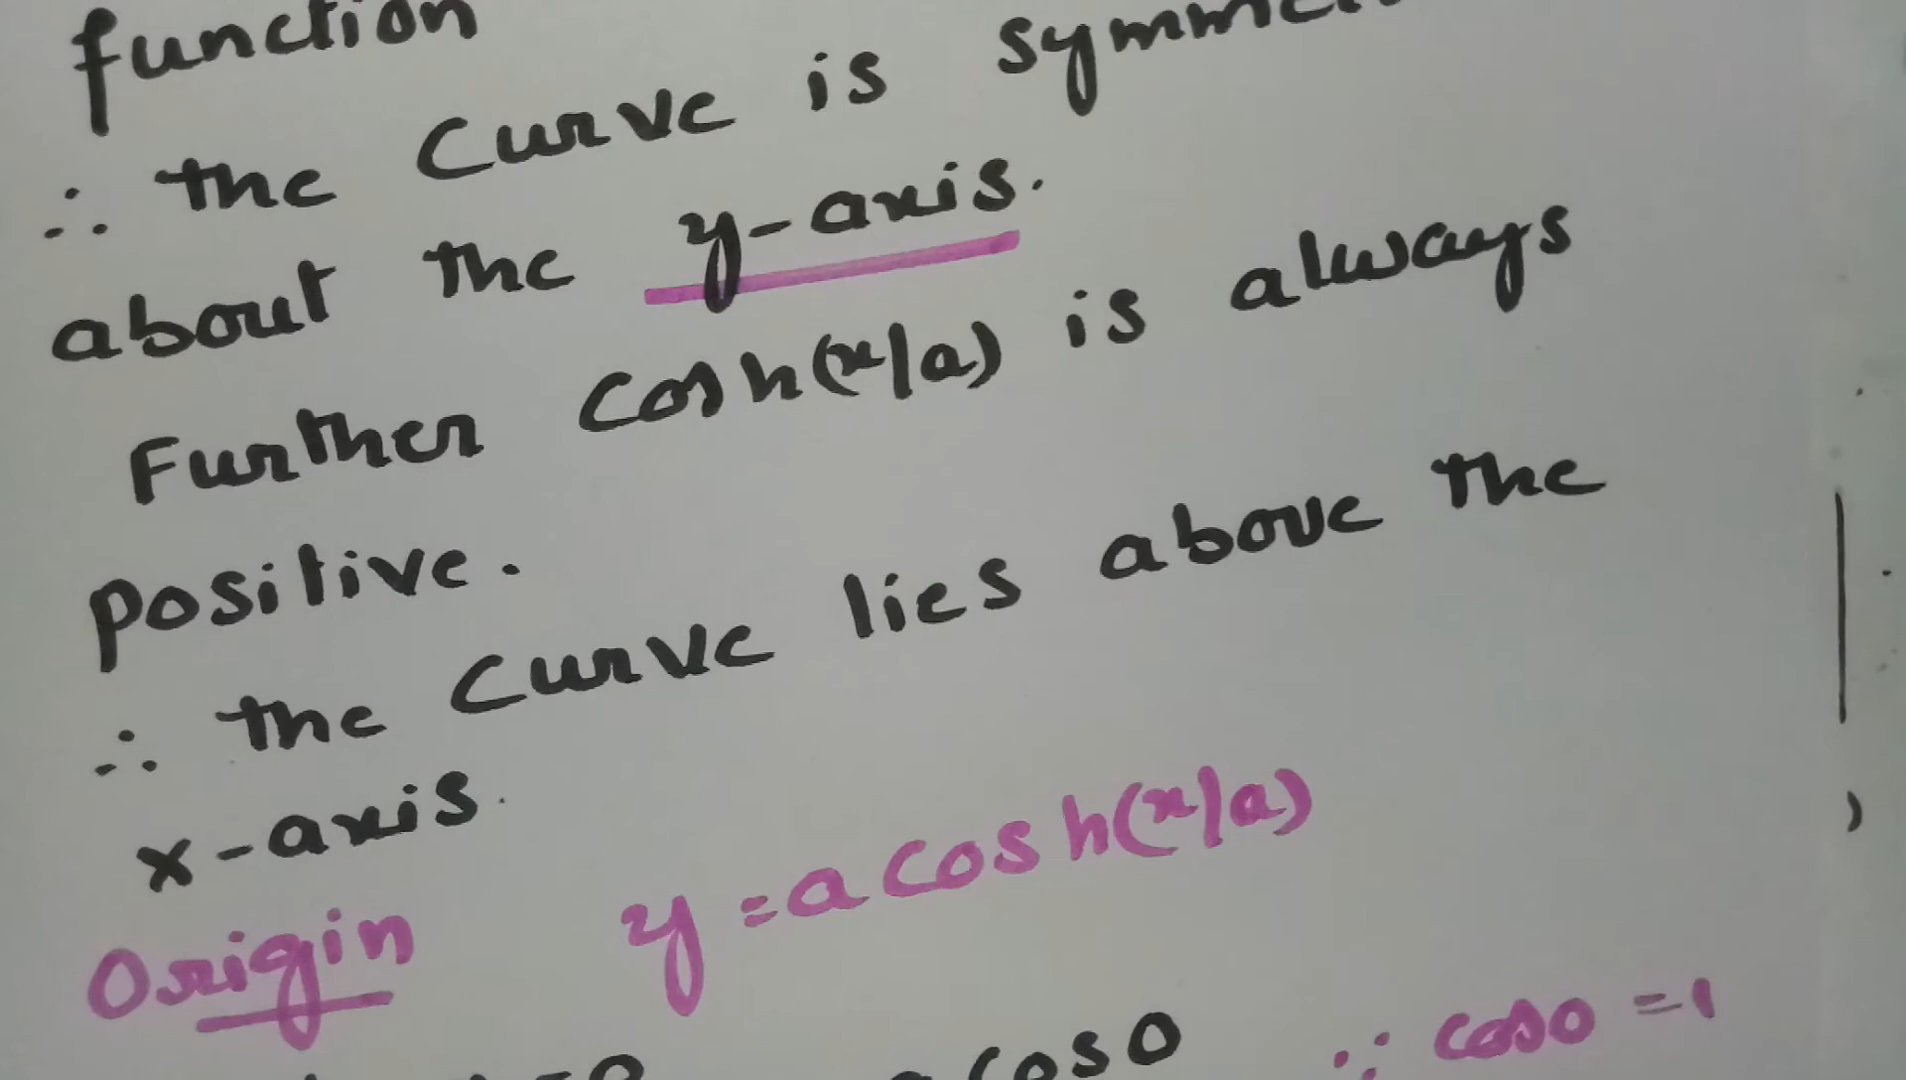 function
∴ the curve is
about the y-axis.
Further cosh(x/a) is always
positive.
∴ the curve lies above the
x-axis.
Origin y=a cosh(x/a)
a cos0 ∵ cos0 =1